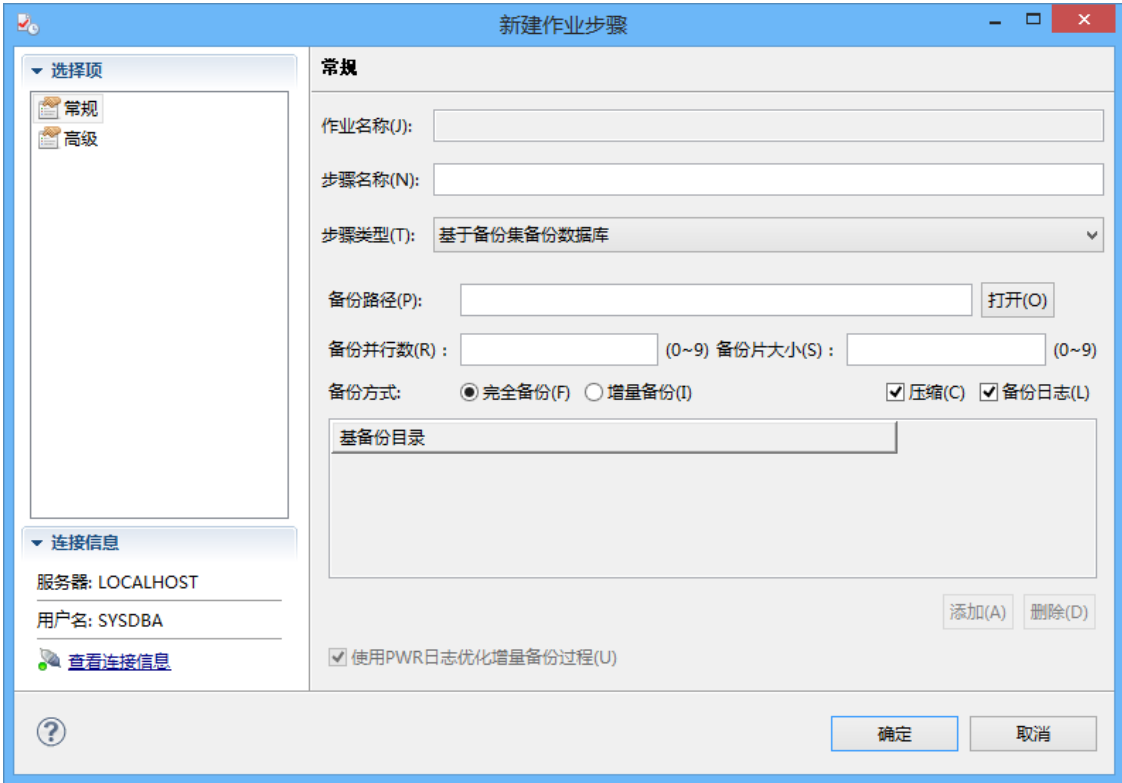 新建作业步骤
选择项
常规
高级
连接信息
服务器: LOCALHOST
用户名: SYSDBA
查看连接信息
常规
作业名称(J):
步骤名称(N):
步骤类型(T): 基于备份集备份数据库
备份路径(P): 打开(O)
备份并行数(R) : (0~9) 备份片大小(S) : (0~9)
备份方式: 完全备份(F) 增量备份(I) 压缩(C) 备份日志(L)
基备份目录
添加(A) 删除(D)
使用PWR日志优化增量备份过程(U)
确定 取消